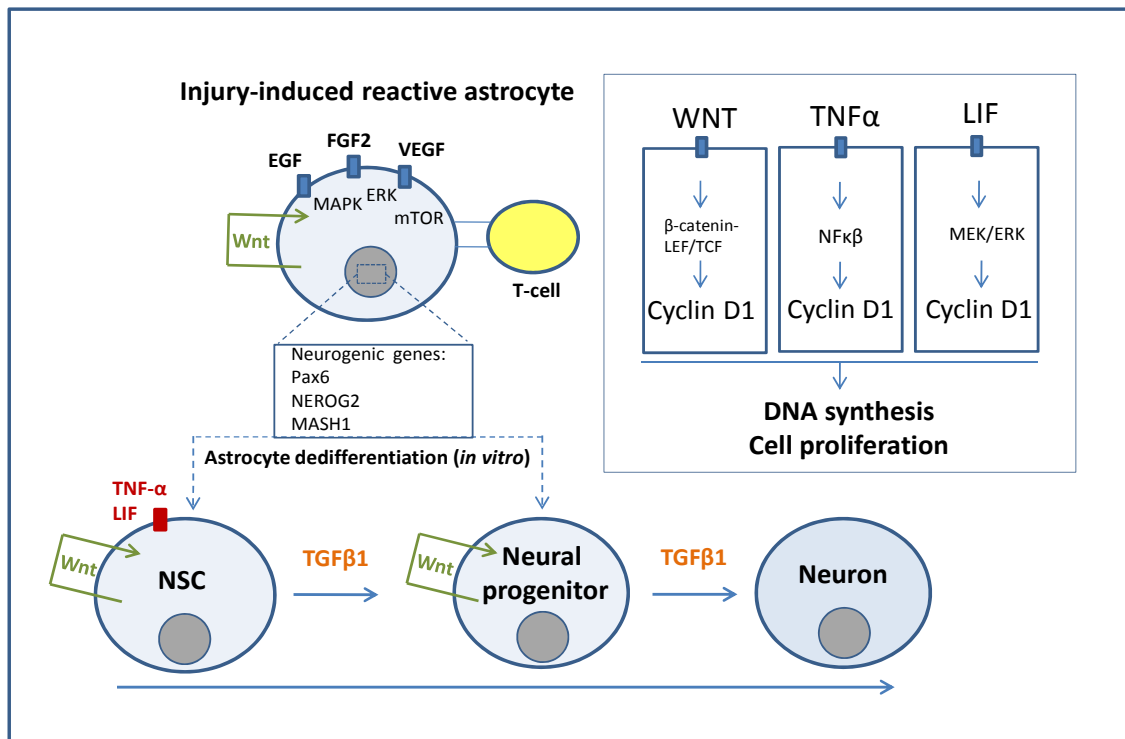 Injury-induced reactive astrocyte
FGF2
EGF
VEGF
MAPK
ERK
mTOR
Wnt
T-cell
Neurogenic genes:
Pax6
NEROG2
MASH1
Astrocyte dedifferentiation (in vitro)
WNT
TNFα
LIF
β-catenin-
LEF/TCF
NFκβ
MEK/ERK
Cyclin D1
Cyclin D1
Cyclin D1
DNA synthesis
Cell proliferation
TNF-α
LIF
Wnt
NSC
TGFβ1
Wnt
Neural
progenitor
TGFβ1
Neuron